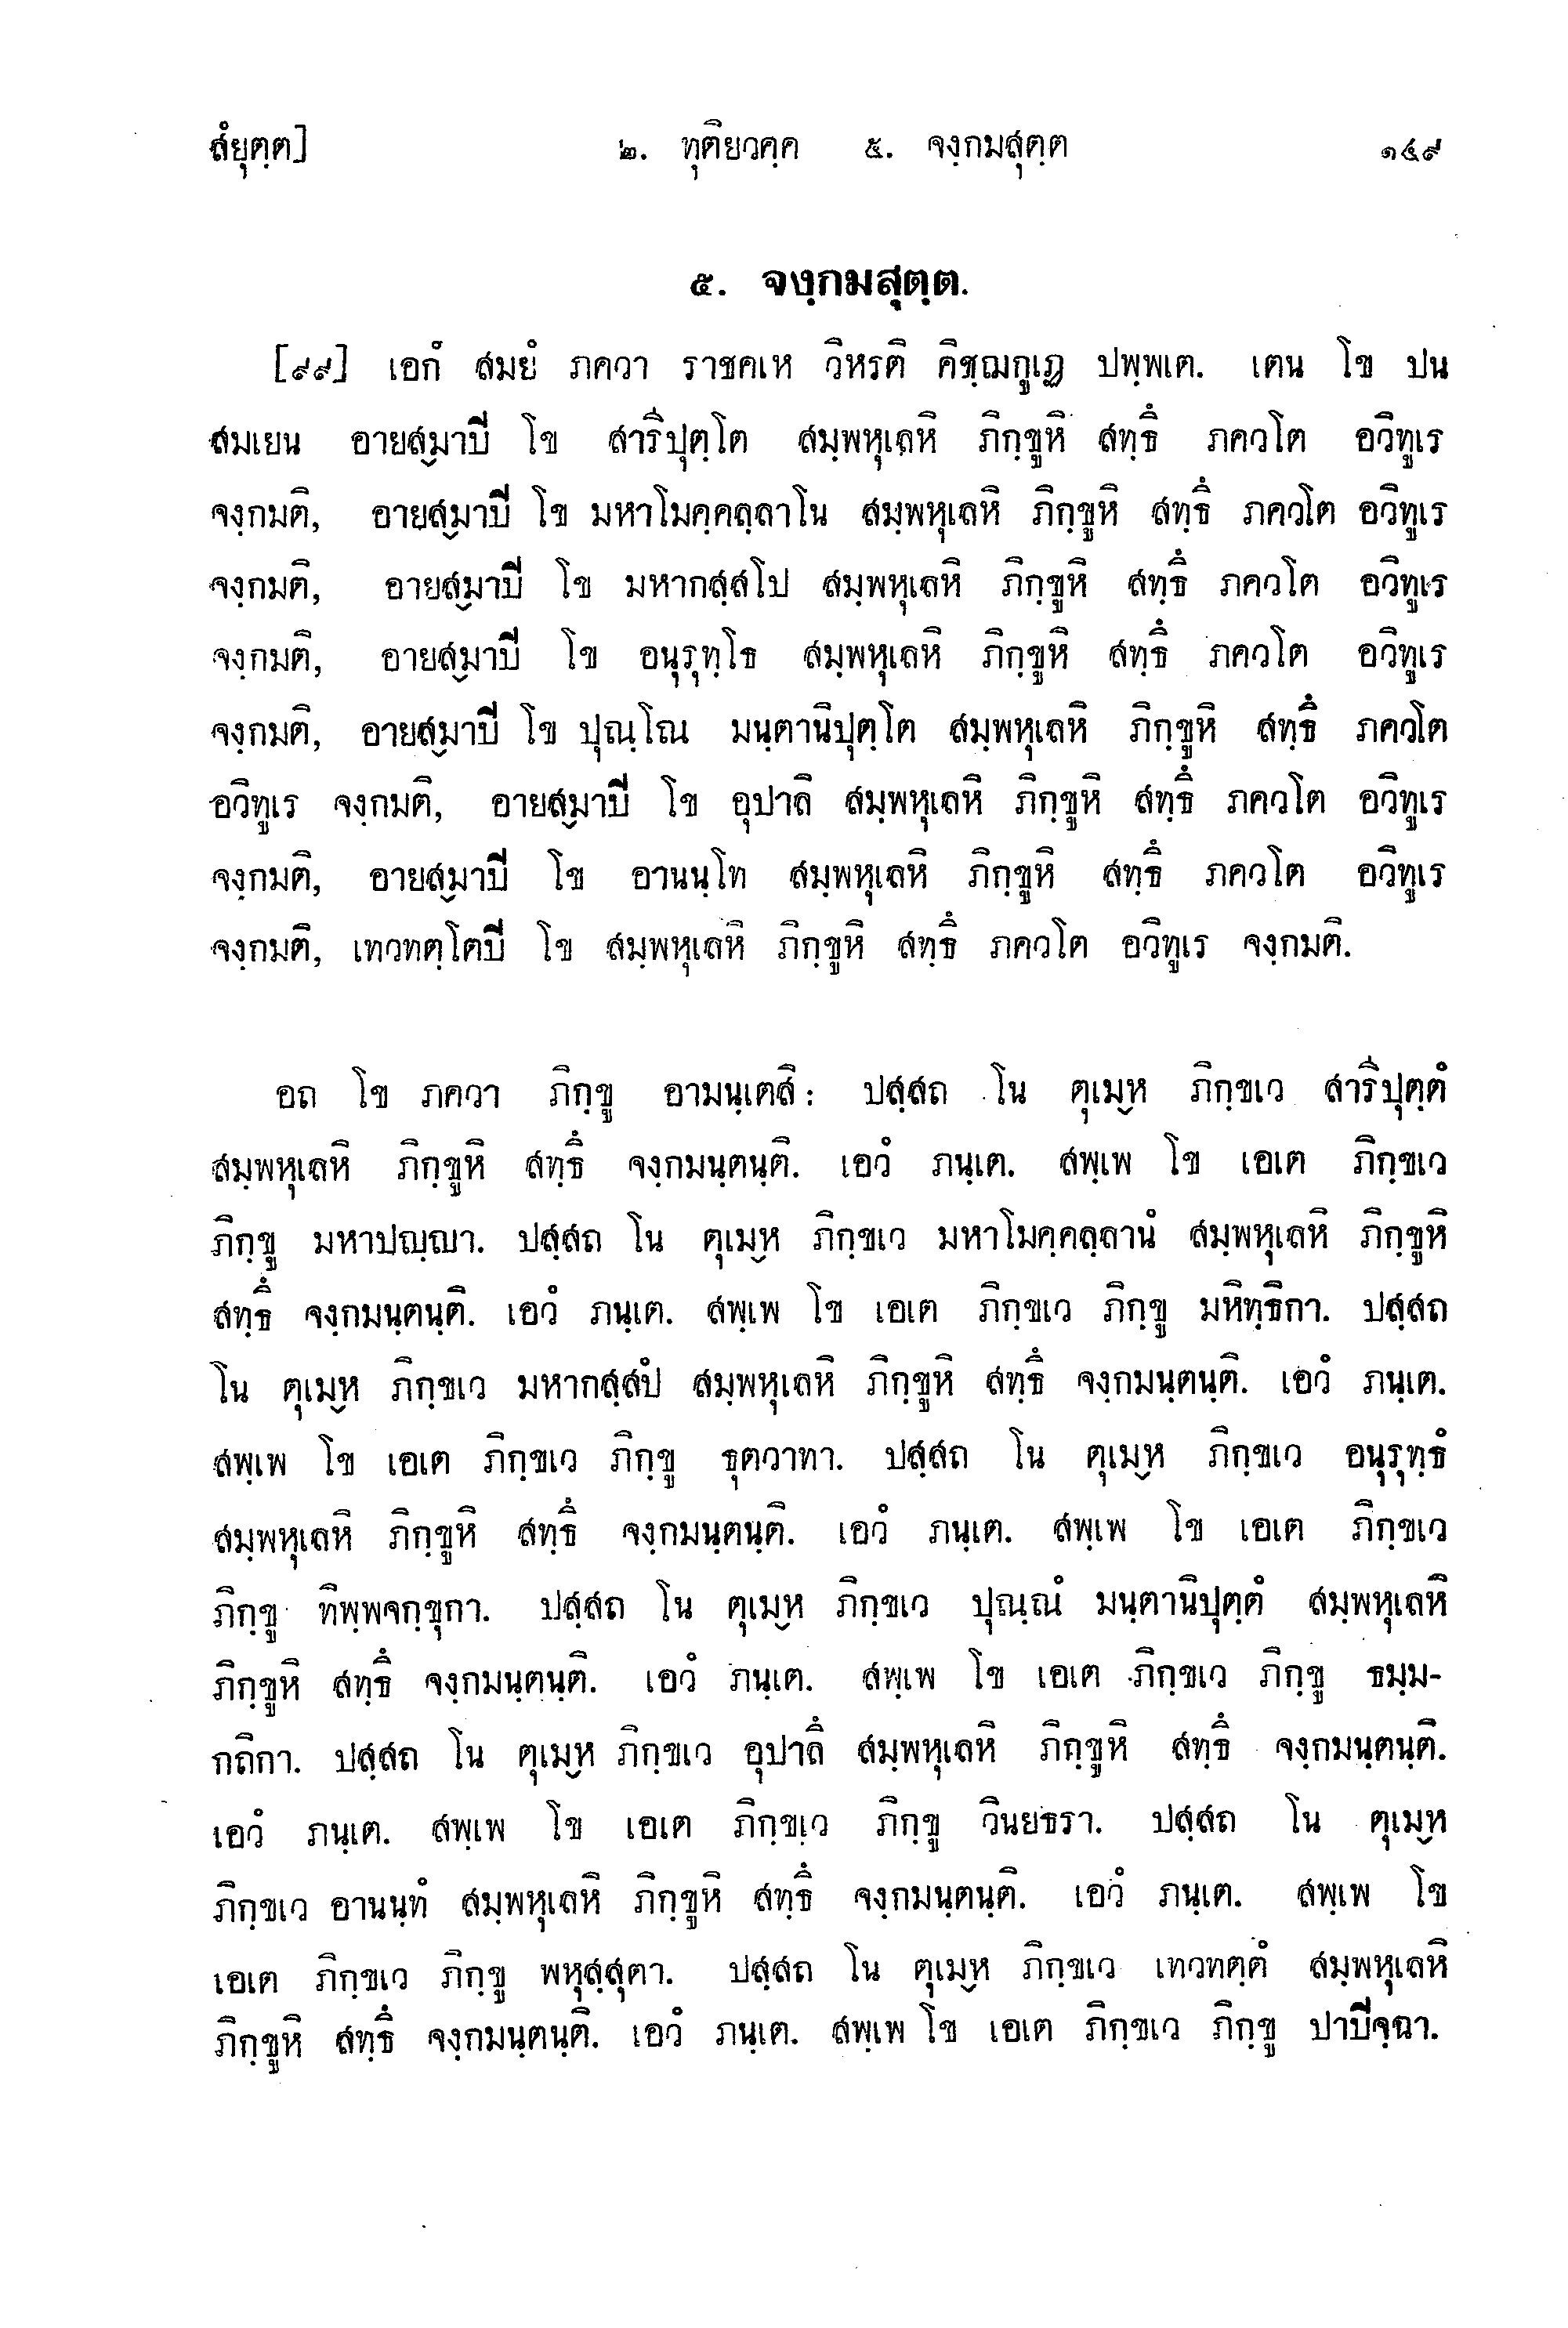 สํยุตฺต]	๒. ทุติยวคฺค ๕. จงฺกมสุตฺต	๑๕๙
๕. จงฺกมสุตฺต.
[๙๙] เอกํ สมยํ ภควา ราชคเห วิหรติ คิชฺฌกูเฏ ปพฺพเต. เตน โข ปน
สมเยน อายสฺมาปี โข สาริปุตฺโต สมฺพหุเลหิ ภิกฺขูหิ สทฺธึ ภควโต อวิทูเร
จงฺกมติ, อายสฺมาปี โข มหาโมคฺคลฺลาโน สมฺพหุเลหิ ภิกฺขูหิ สทฺธึ ภควโต อวิทูเร
จงฺกมติ, อายสฺมาปี โข มหากสฺสโป สมฺพหุเลหิ ภิกฺขูหิ สทฺธึ ภควโต อวิทูเร
จงฺกมติ, อายสฺมาปี โข อนุรุทฺโธ สมฺพหุเลหิ ภิกฺขูหิ สทฺธึ ภควโต อวิทูเร
จงฺกมติ, อายสฺมาปี โข ปุณฺโณ มนฺตานิปุตฺโต สมฺพหุเลหิ ภิกฺขูหิ สทฺธึ ภควโต
อวิทูเร จงฺกมติ, อายสฺมาปี โข อุปาลิ สมฺพหุเลหิ ภิกฺขูหิ สทฺธึ ภควโต อวิทูเร
จงฺกมติ, อายสฺมาปี โข อานนฺโท สมฺพหุเลหิ ภิกฺขูหิ สทฺธึ ภควโต อวิทูเร
จงฺกมติ, เทวทตฺโตปี โข สมฺพหุเลหิ ภิกฺขูหิ สทฺธึ ภควโต อวิทูเร จงฺกมติ.
อถ โข ภควา ภิกฺขู อามนฺเตสิ: ปสฺสถ โน ตุเมฺห ภิกฺขเว สาริปุตฺตํ
สมฺพหุเลหิ ภิกฺขูหิ สทฺธึ จงฺกมนฺตนฺติ. เอวํ ภนฺเต. สพฺเพ โข เอเต ภิกฺขเว
ภิกฺขู มหาปญฺญา. ปสฺสถ โน ตุเมฺห ภิกฺขเว มหาโมคฺคลฺลานํ สมฺพหุเลหิ ภิกฺขูหิ
สทฺธึ จงฺกมนฺตนฺติ. เอวํ ภนฺเต. สพฺเพ โข เอเต ภิกฺขเว ภิกฺขู มหิทฺธิกา. ปสฺสถ
โน ตุเมฺห ภิกฺขเว มหากสฺสปํ สมฺพหุเลหิ ภิกฺขูหิ สทฺธึ จงฺกมนฺตนฺติ. เอวํ ภนฺเต.
สพฺเพ โข เอเต ภิกฺขเว ภิกฺขู ธุตวาทา. ปสฺสถ โน ตุเมฺห ภิกฺขเว อนุรุทฺธํ
สมฺพหุเลหิ ภิกฺขูหิ สทฺธึ จงฺกมนฺตนฺติ. เอวํ ภนฺเต. สพฺเพ โข เอเต ภิกฺขเว
ภิกฺขู ทิพฺพจกฺขุกา. ปสฺสถ โน ตุเมฺห ภิกฺขเว ปุณฺณํ มนฺตานิปุตฺตํ สมฺพหุเลหิ
ภิกฺขูหิ สทฺธึ จงฺกมนฺตนฺติ. เอวํ ภนฺเต. สพฺเพ โข เอเต ภิกฺขเว ภิกฺขู ธมฺม-
กถิกา. ปสฺสถ โน ตุเมฺห ภิกฺขเว อุปาลึ สมฺพหุเลหิ ภิกฺขูหิ สทฺธึ จงฺกมนฺตนฺติ.
เอวํ ภนฺเต. สพฺเพ โข เอเต ภิกฺขเว ภิกฺขู วินยธรา. ปสฺสถ โน ตุเมฺห
ภิกฺขเว อานนฺทํ สมฺพหุเลหิ ภิกฺขูหิ สทฺธึ จงฺกมนฺตนฺติ. เอวํ ภนฺเต. สพฺเพ โข
เอเต ภิกฺขเว ภิกฺขู พหุสฺสุตา. ปสฺสถ โน ตุเมฺห ภิกฺขเว เทวทตฺตํ สมฺพหุเลหิ
ภิกฺขูหิ สทฺธึ จงฺกมนฺตนฺติ. เอวํ ภนฺเต. สพฺเพ โข เอเต ภิกฺขเว ภิกฺขู ปาปิจฺฉา.